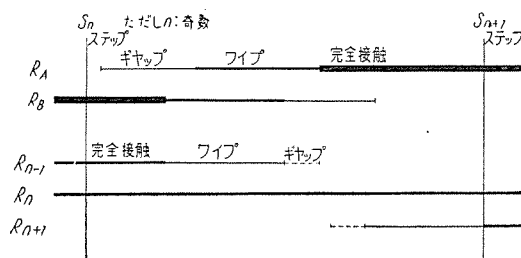 Sn ただしn:奇数 Sn+1
ステップ ステップ
ギャップ ワイプ 完全接触
RA
RB
Rn-1 完全接触 ワイプ ギャップ
Rn
Rn+1